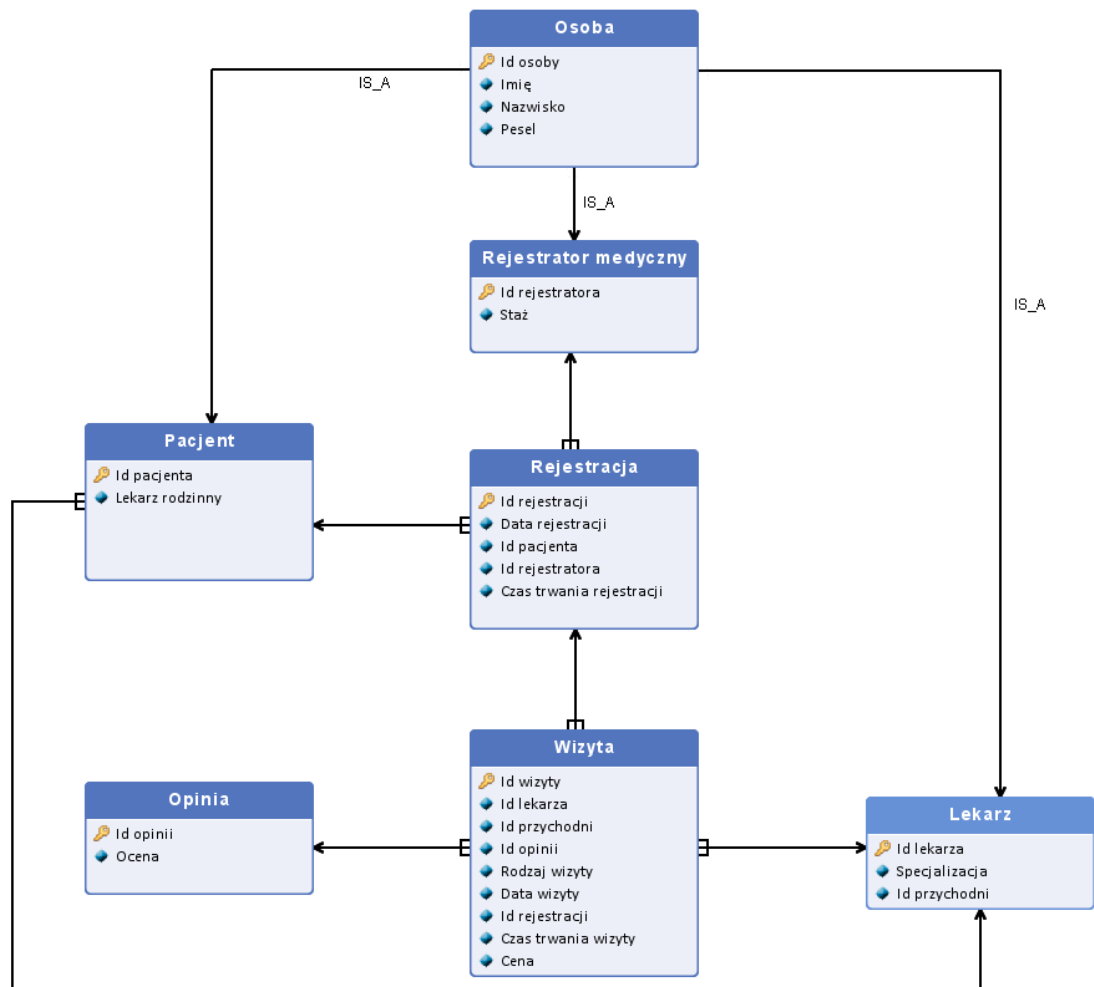 Osoba
Id osoby
Imię
Nazwisko
Pesel
IS_A
IS_A
IS_A
Rejestrator medyczny
Id rejestratora
Staż
Pacjent
Id pacjenta
Lekarz rodzinny
Rejestracja
Id rejestracji
Data rejestracji
Id pacjenta
Id rejestratora
Czas trwania rejestracji
Opinia
Id opinii
Ocena
Wizyta
Id wizyty
Id lekarza
Id przychodni
Id opinii
Rodzaj wizyty
Data wizyty
Id rejestracji
Czas trwania wizyty
Cena
Lekarz
Id lekarza
Specjalizacja
Id przychodni